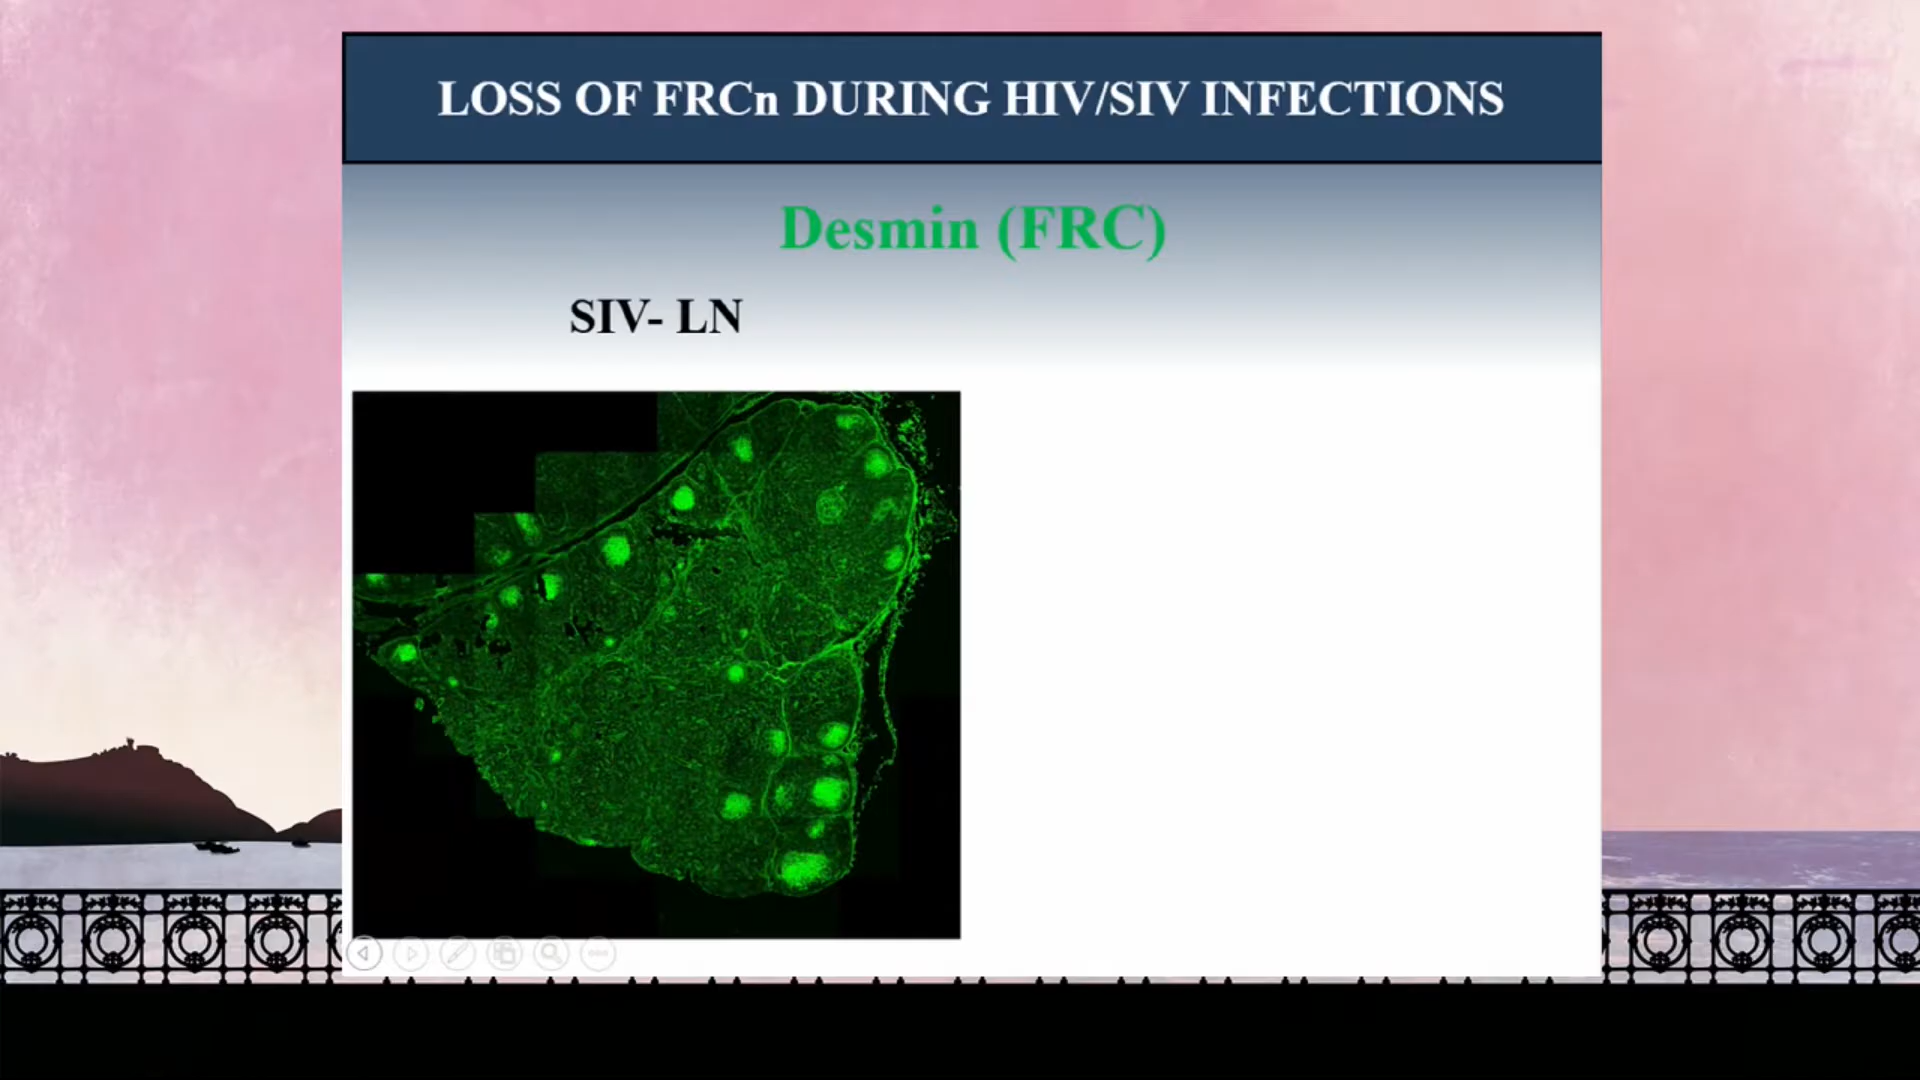 LOSS OF FRCn DURING HIV/SIV INFECTIONS
Desmin (FRC)
SIV- LN